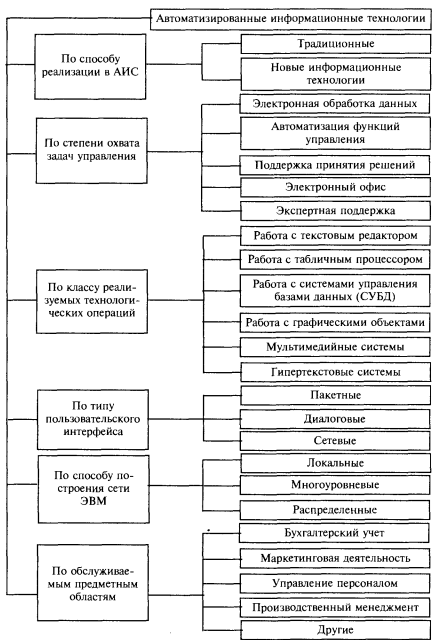 Автоматизированные информационные технологии
По способу
реализации в АИС
Традиционные
Новые информационные
технологии
По степени охвата
задач управления
Электронная обработка данных
Автоматизация функций
управления
Поддержка принятия решений
Электронный офис
Экспертная поддержка
По классу реали-
зуемых технологи-
ческих операций
Работа с текстовым редактором
Работа с табличным процессором
Работа с системами управления
базами данных (СУБД)
Работа с графическими объектами
Мультимедийные системы
Гипертекстовые системы
По типу
пользовательского
интерфейса
Пакетные
Диалоговые
Сетевые
По способу по-
строения сети
ЭВМ
Локальные
Многоуровневые
Распределенные
По обслуживае-
мым предметным
областям
Бухгалтерский учет
Маркетинговая деятельность
Управление персоналом
Производственный менеджмент
Другие